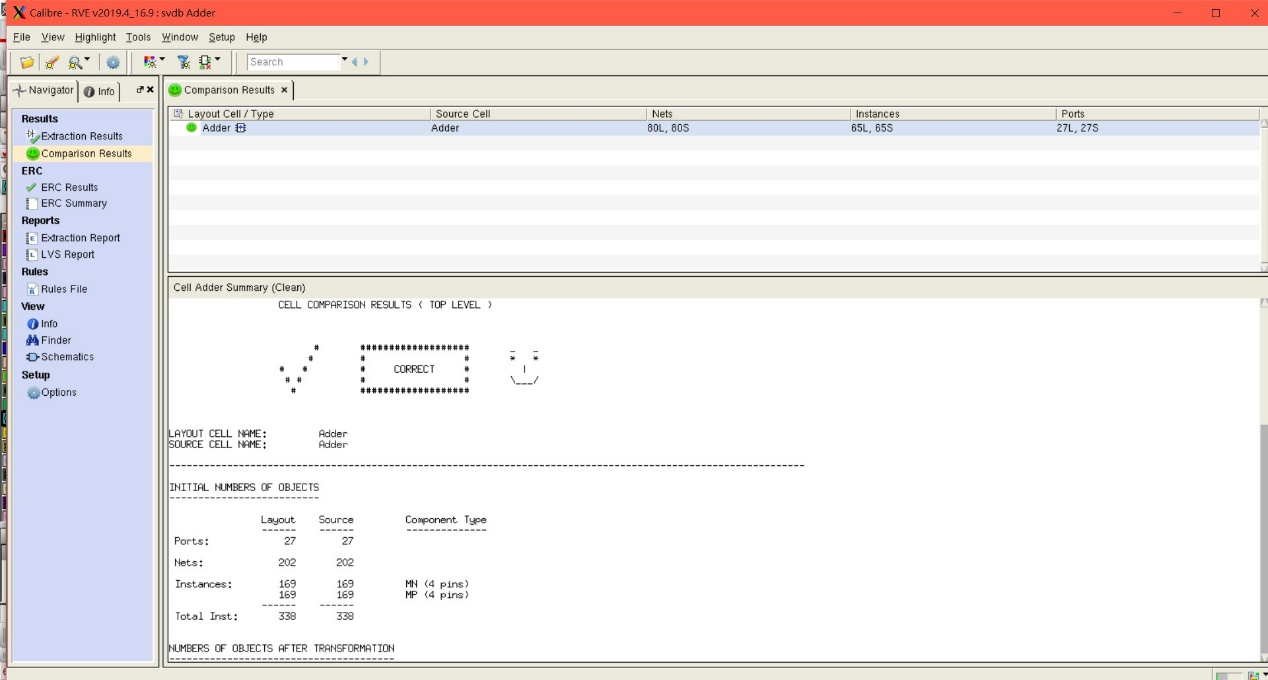 Calibre - RVE v2019.4_16.9 : svdb Adder
File View Highlight Tools Window Setup Help
Search
Navigator Info
Comparison Results
Results
Extraction Results
Comparison Results
ERC
ERC Results
ERC Summary
Reports
Extraction Report
LVS Report
Rules
Rules File
View
Info
Finder
Schematics
Setup
Options
Layout Cell / Type Source Cell Nets Instances Ports
Adder Adder 80L, 80S 65L, 65S 27L, 27S
Cell Adder Summary (Clean)
CELL COMPARISON RESULTS ( TOP LEVEL )
# ################### _ _
# # # * *
# # # CORRECT # |
# # # # \___/
# ###################
LAYOUT CELL NAME: Adder
SOURCE CELL NAME: Adder
--------------------------------------------------------------------------------------------------------------
INITIAL NUMBERS OF OBJECTS
--------------------------
Layout Source Component Type
------ ------ --------------
Ports: 27 27
Nets: 202 202
Instances: 169 169 MN (4 pins)
169 169 MP (4 pins)
------ ------
Total Inst: 338 338
NUMBERS OF OBJECTS AFTER TRANSFORMATION
---------------------------------------